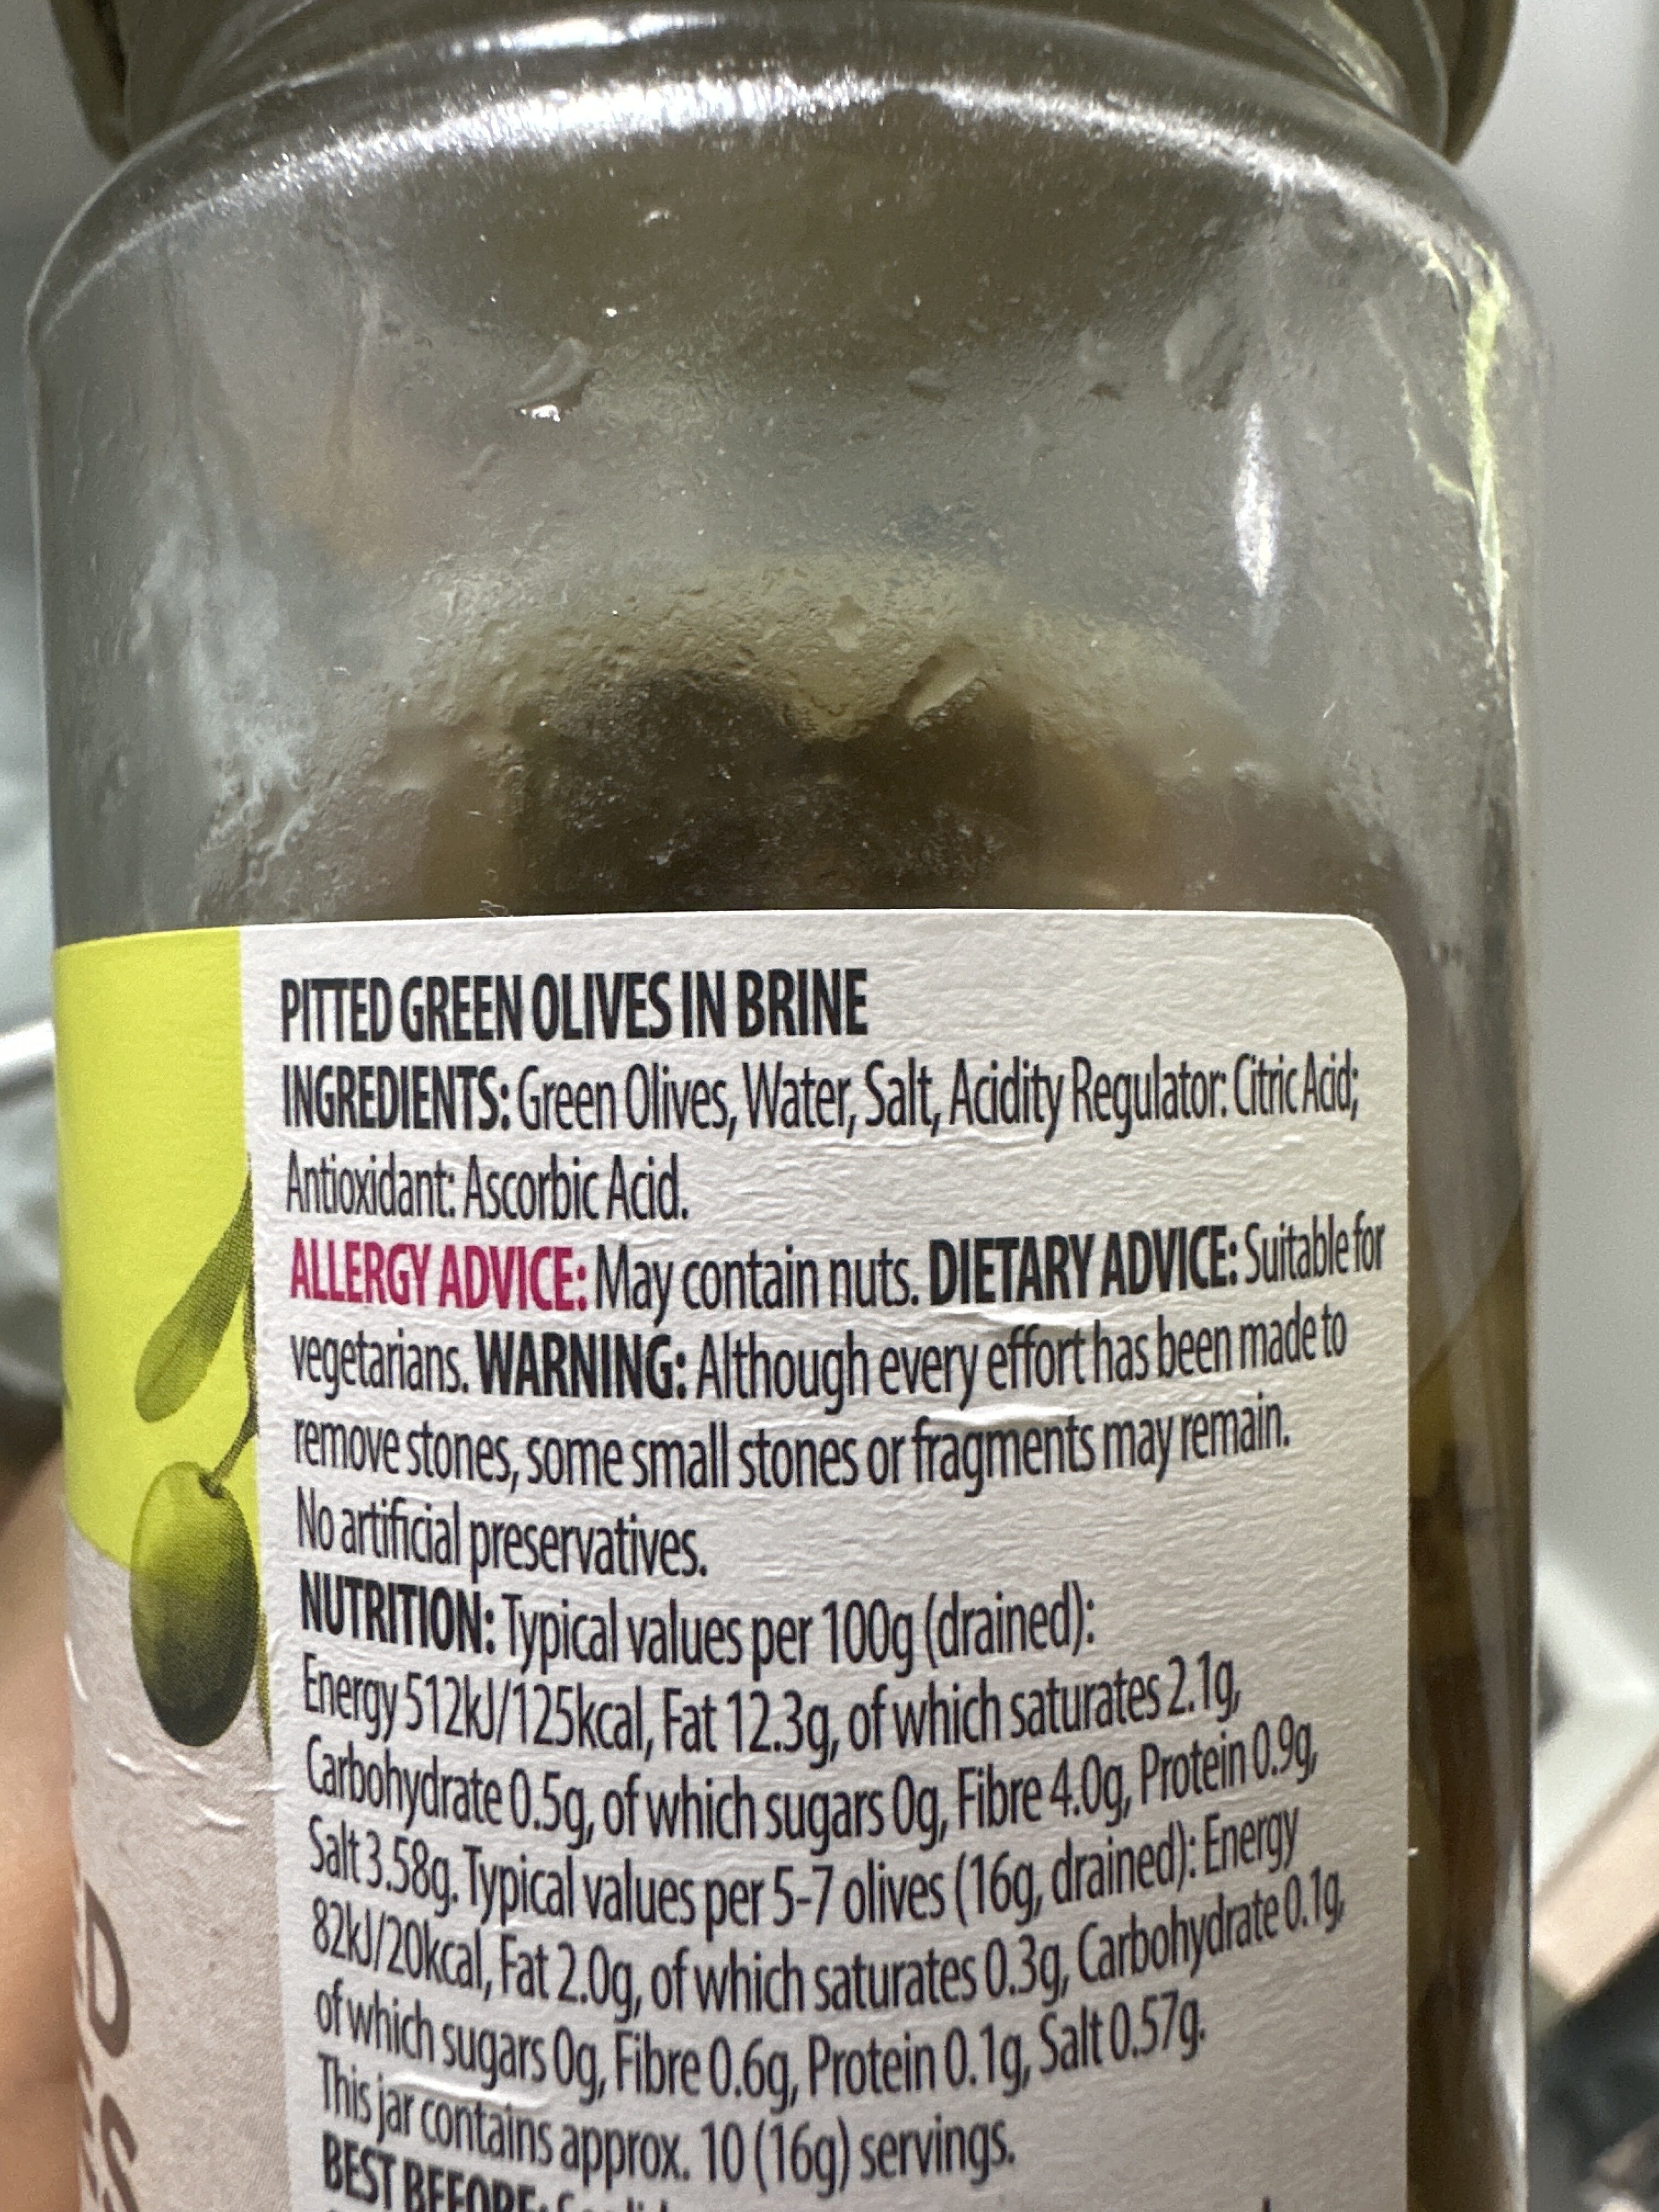 PITTED GREEN OLIVES IN BRINE
INGREDIENTS: Green Olives, Water, Salt, Acidity Regulator: Citric Acid;
Antioxidant: Ascorbic Acid.
ALLERGY ADVICE: May contain nuts. DIETARY ADVICE: Suitable for
vegetarians. WARNING: Although every effort has been made to
remove stones, some small stones or fragments may remain.
No artificial preservatives.
NUTRITION: Typical values per 100g (drained):
Energy 512kJ/125kcal, Fat 12.3g, of which saturates 2.1g,
Carbohydrate 0.5g, of which sugars 0g, Fibre 4.0g, Protein 0.9g,
Salt 3.58g. Typical values per 5-7 olives (16g, drained): Energy
82kJ/20kcal, Fat 2.0g, of which saturates 0.3g, Carbohydrate 0.1g,
of which sugars 0g, Fibre 0.6g, Protein 0.1g, Salt 0.57g.
This jar contains approx. 10 (16g) servings.
BEST BEFORE: